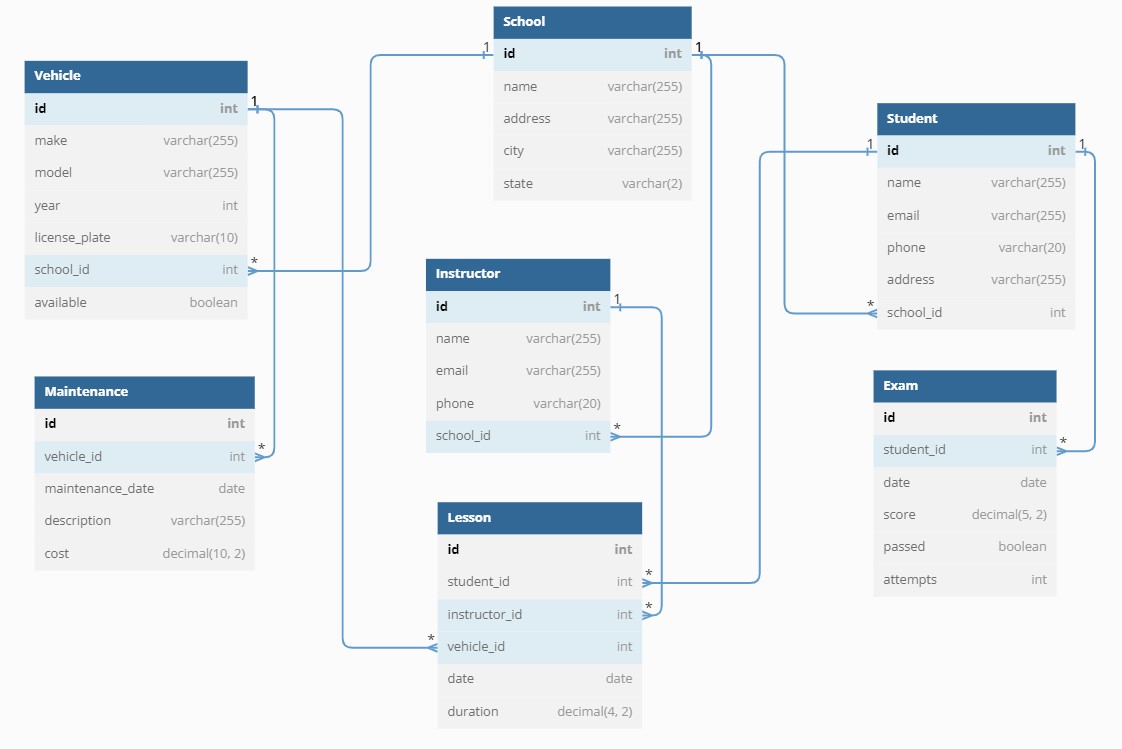 School
id int
name varchar(255)
address varchar(255)
city varchar(255)
state varchar(2)
1
1
Vehicle
id int
make varchar(255)
model varchar(255)
year int
license_plate varchar(10)
school_id int
available boolean
1
*
Student
id int
name varchar(255)
email varchar(255)
phone varchar(20)
address varchar(255)
school_id int
1
1
*
Instructor
id int
name varchar(255)
email varchar(255)
phone varchar(20)
school_id int
1
*
Maintenance
id int
vehicle_id int
maintenance_date date
description varchar(255)
cost decimal(10, 2)
*
Exam
id int
student_id int
date date
score decimal(5, 2)
passed boolean
attempts int
*
Lesson
id int
student_id int
instructor_id int
vehicle_id int
date date
duration decimal(4, 2)
*
*
*